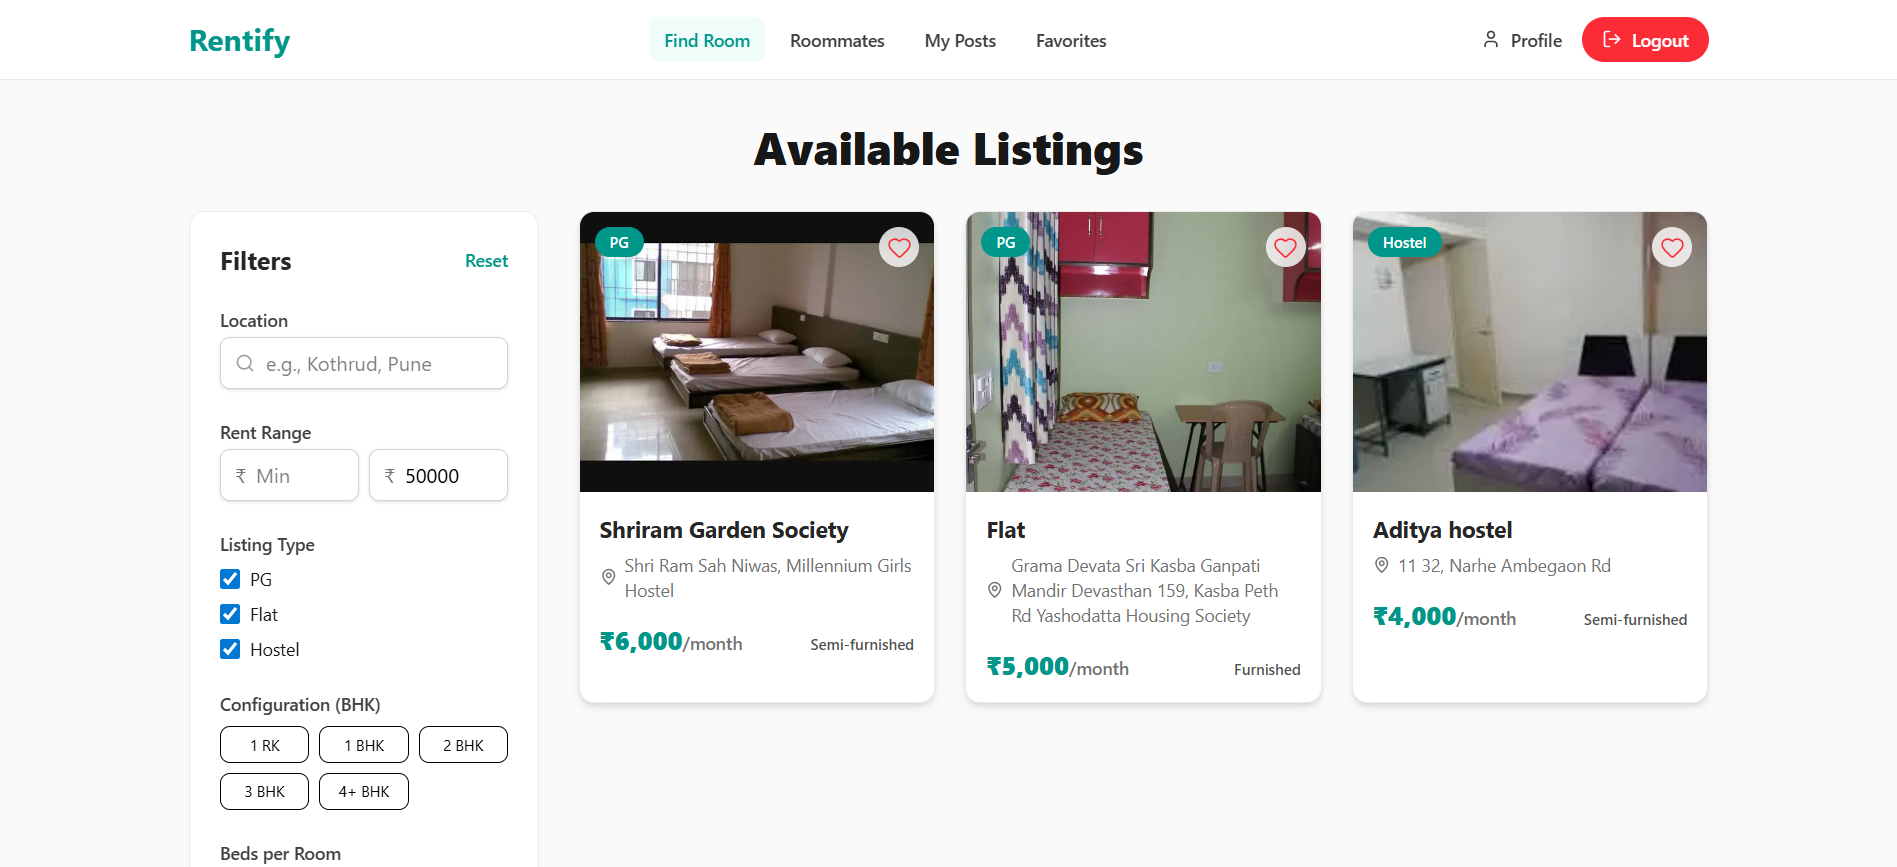 Rentify
Find Room
Roommates
My Posts
Favorites
Profile
Logout
Available Listings
Filters
Reset
Location
e.g., Kothrud, Pune
Rent Range
₹ Min
₹ 50000
Listing Type
PG
Flat
Hostel
Configuration (BHK)
1 RK
1 BHK
2 BHK
3 BHK
4+ BHK
Beds per Room
PG
Shriram Garden Society
Shri Ram Sah Niwas, Millennium Girls
Hostel
₹6,000/month
Semi-furnished
PG
Flat
Grama Devata Sri Kasba Ganpati
Mandir Devasthan 159, Kasba Peth
Rd Yashodatta Housing Society
₹5,000/month
Furnished
Hostel
Aditya hostel
11 32, Narhe Ambegaon Rd
₹4,000/month
Semi-furnished